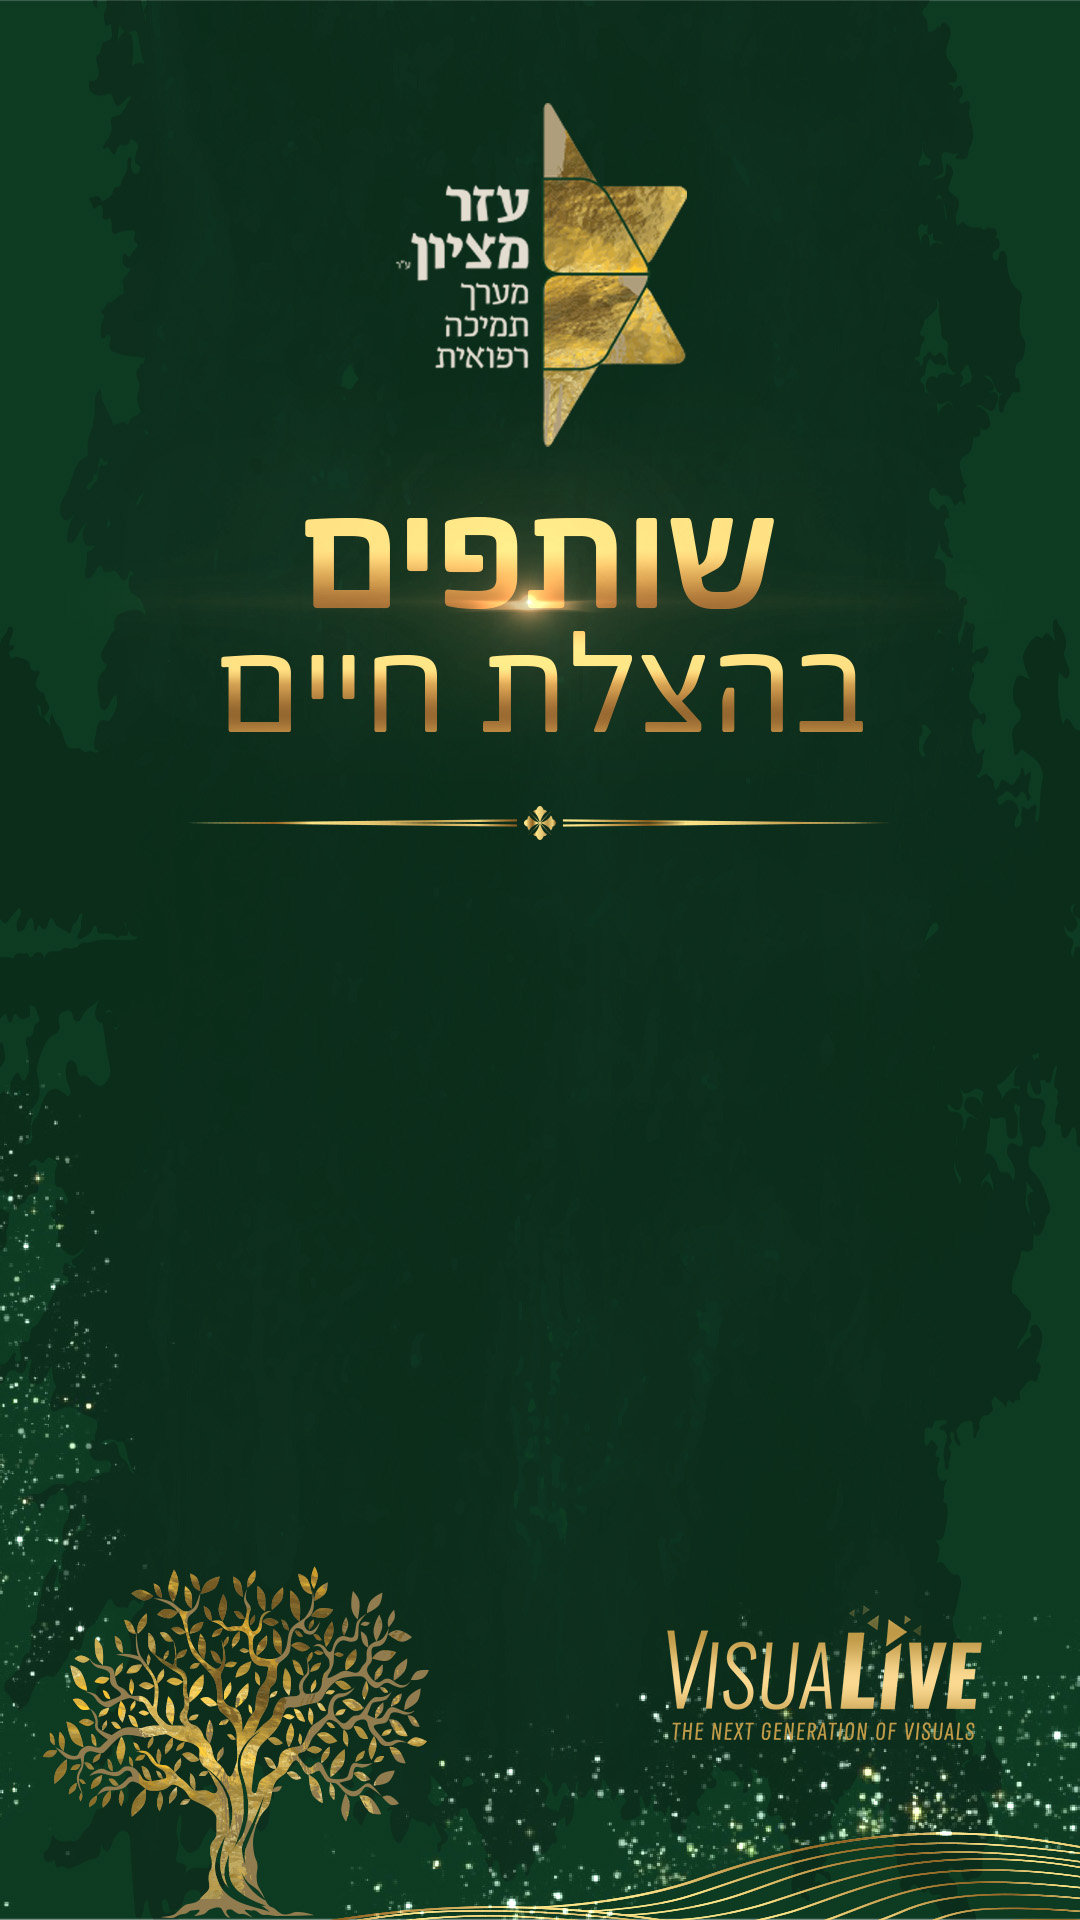 עזר
מציון ע"ר
מערך
תמיכה
רפואית
שותפים
בהצלת חיים
VISUALIVE
THE NEXT GENERATION OF VISUALS